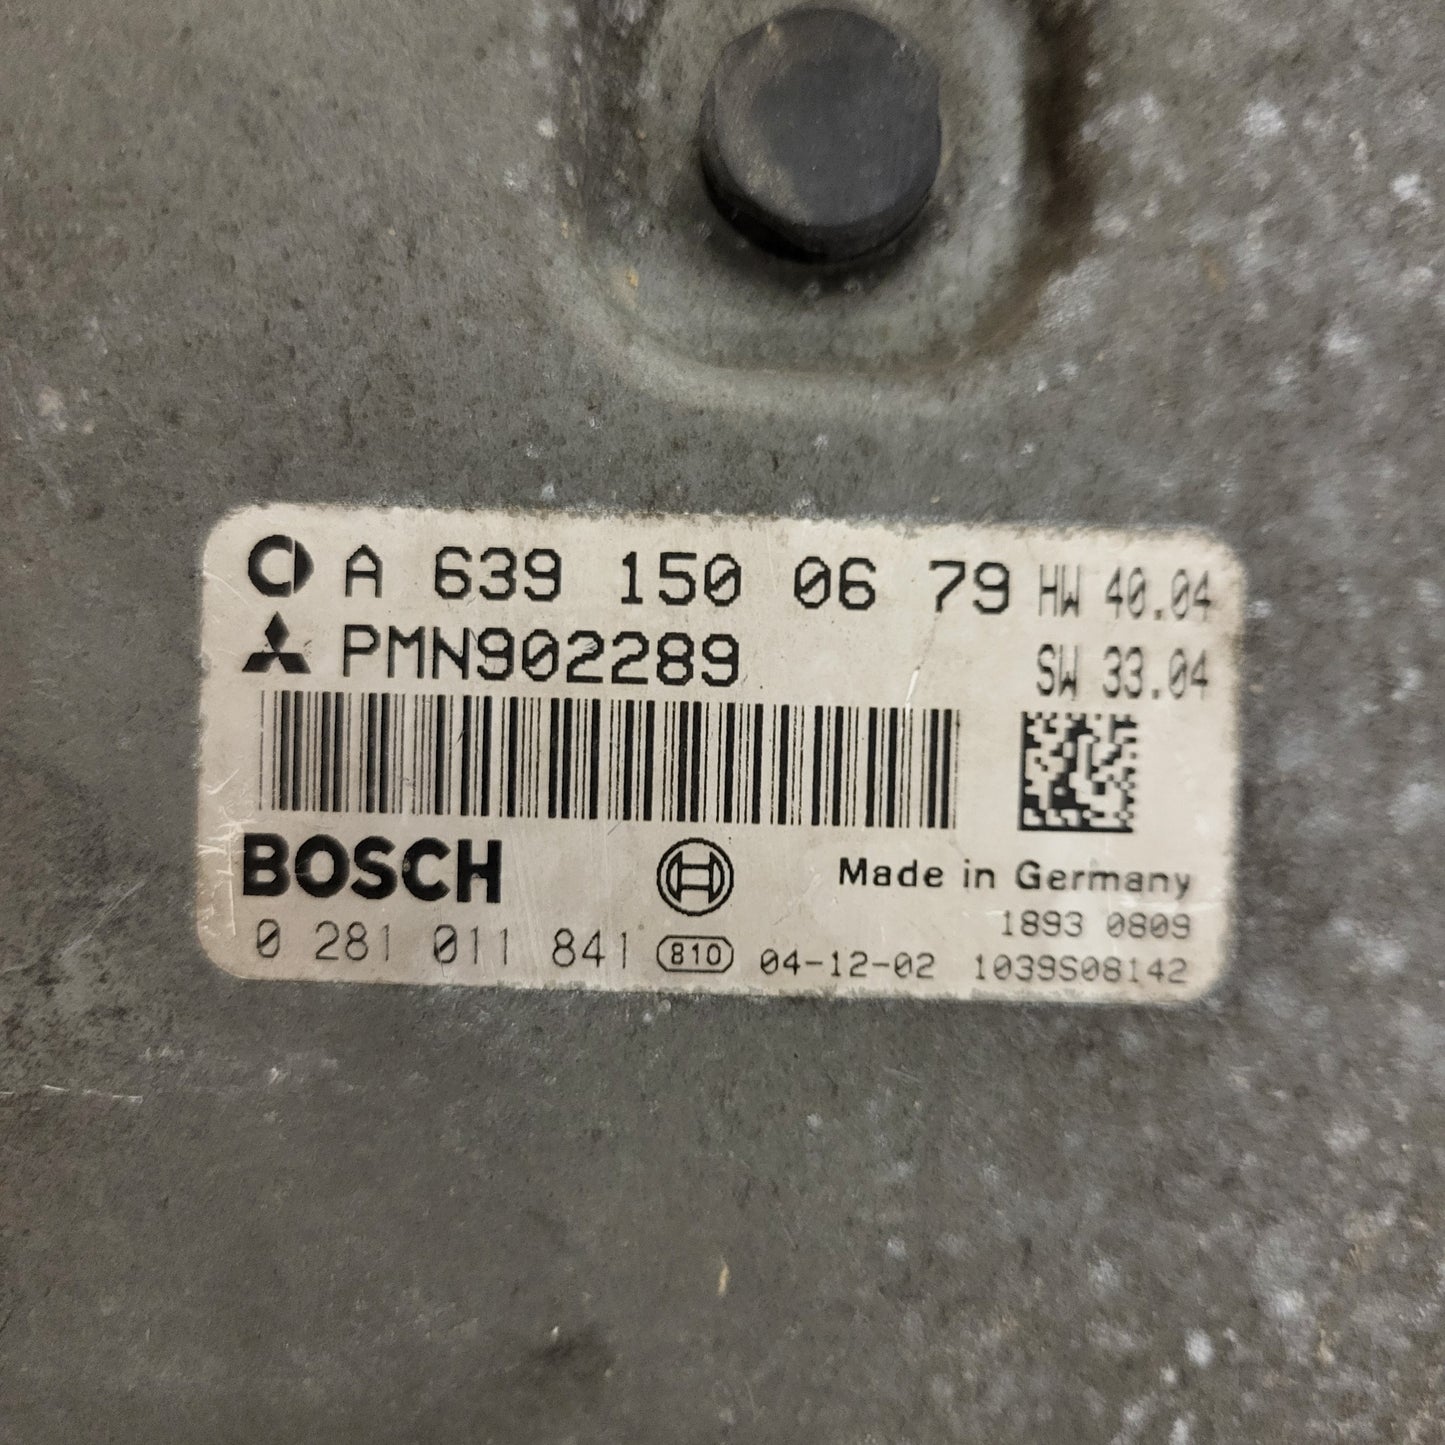 A 639 150 06 79 HW 40.04
PMN902289 SW 33.04
BOSCH
Made in Germany
1893 0809
0 281 011 841 810 04-12-02 1039S08142